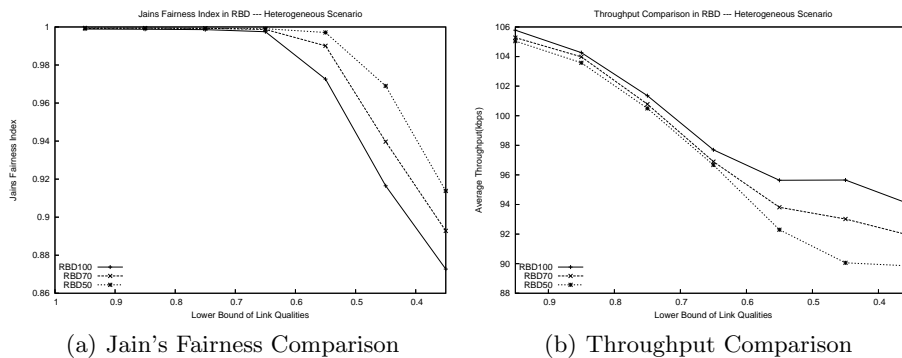 Jains Fairness Index in RBD --- Heterogeneous Scenario
1
0.98
0.96
0.94
0.92
0.9
0.88
0.86
Jains Fairness Index
RBD100
RBD70
RBD50
1 0.9 0.8 0.7 0.6 0.5 0.4
Lower Bound of Link Qualities
(a) Jain's Fairness Comparison
Throughput Comparison in RBD --- Heterogeneous Scenario
106
104
102
100
98
96
94
92
90
88
Average Throughput(kbps)
RBD100
RBD70
RBD50
0.9 0.8 0.7 0.6 0.5 0.4
Lower Bound of Link Qualities
(b) Throughput Comparison